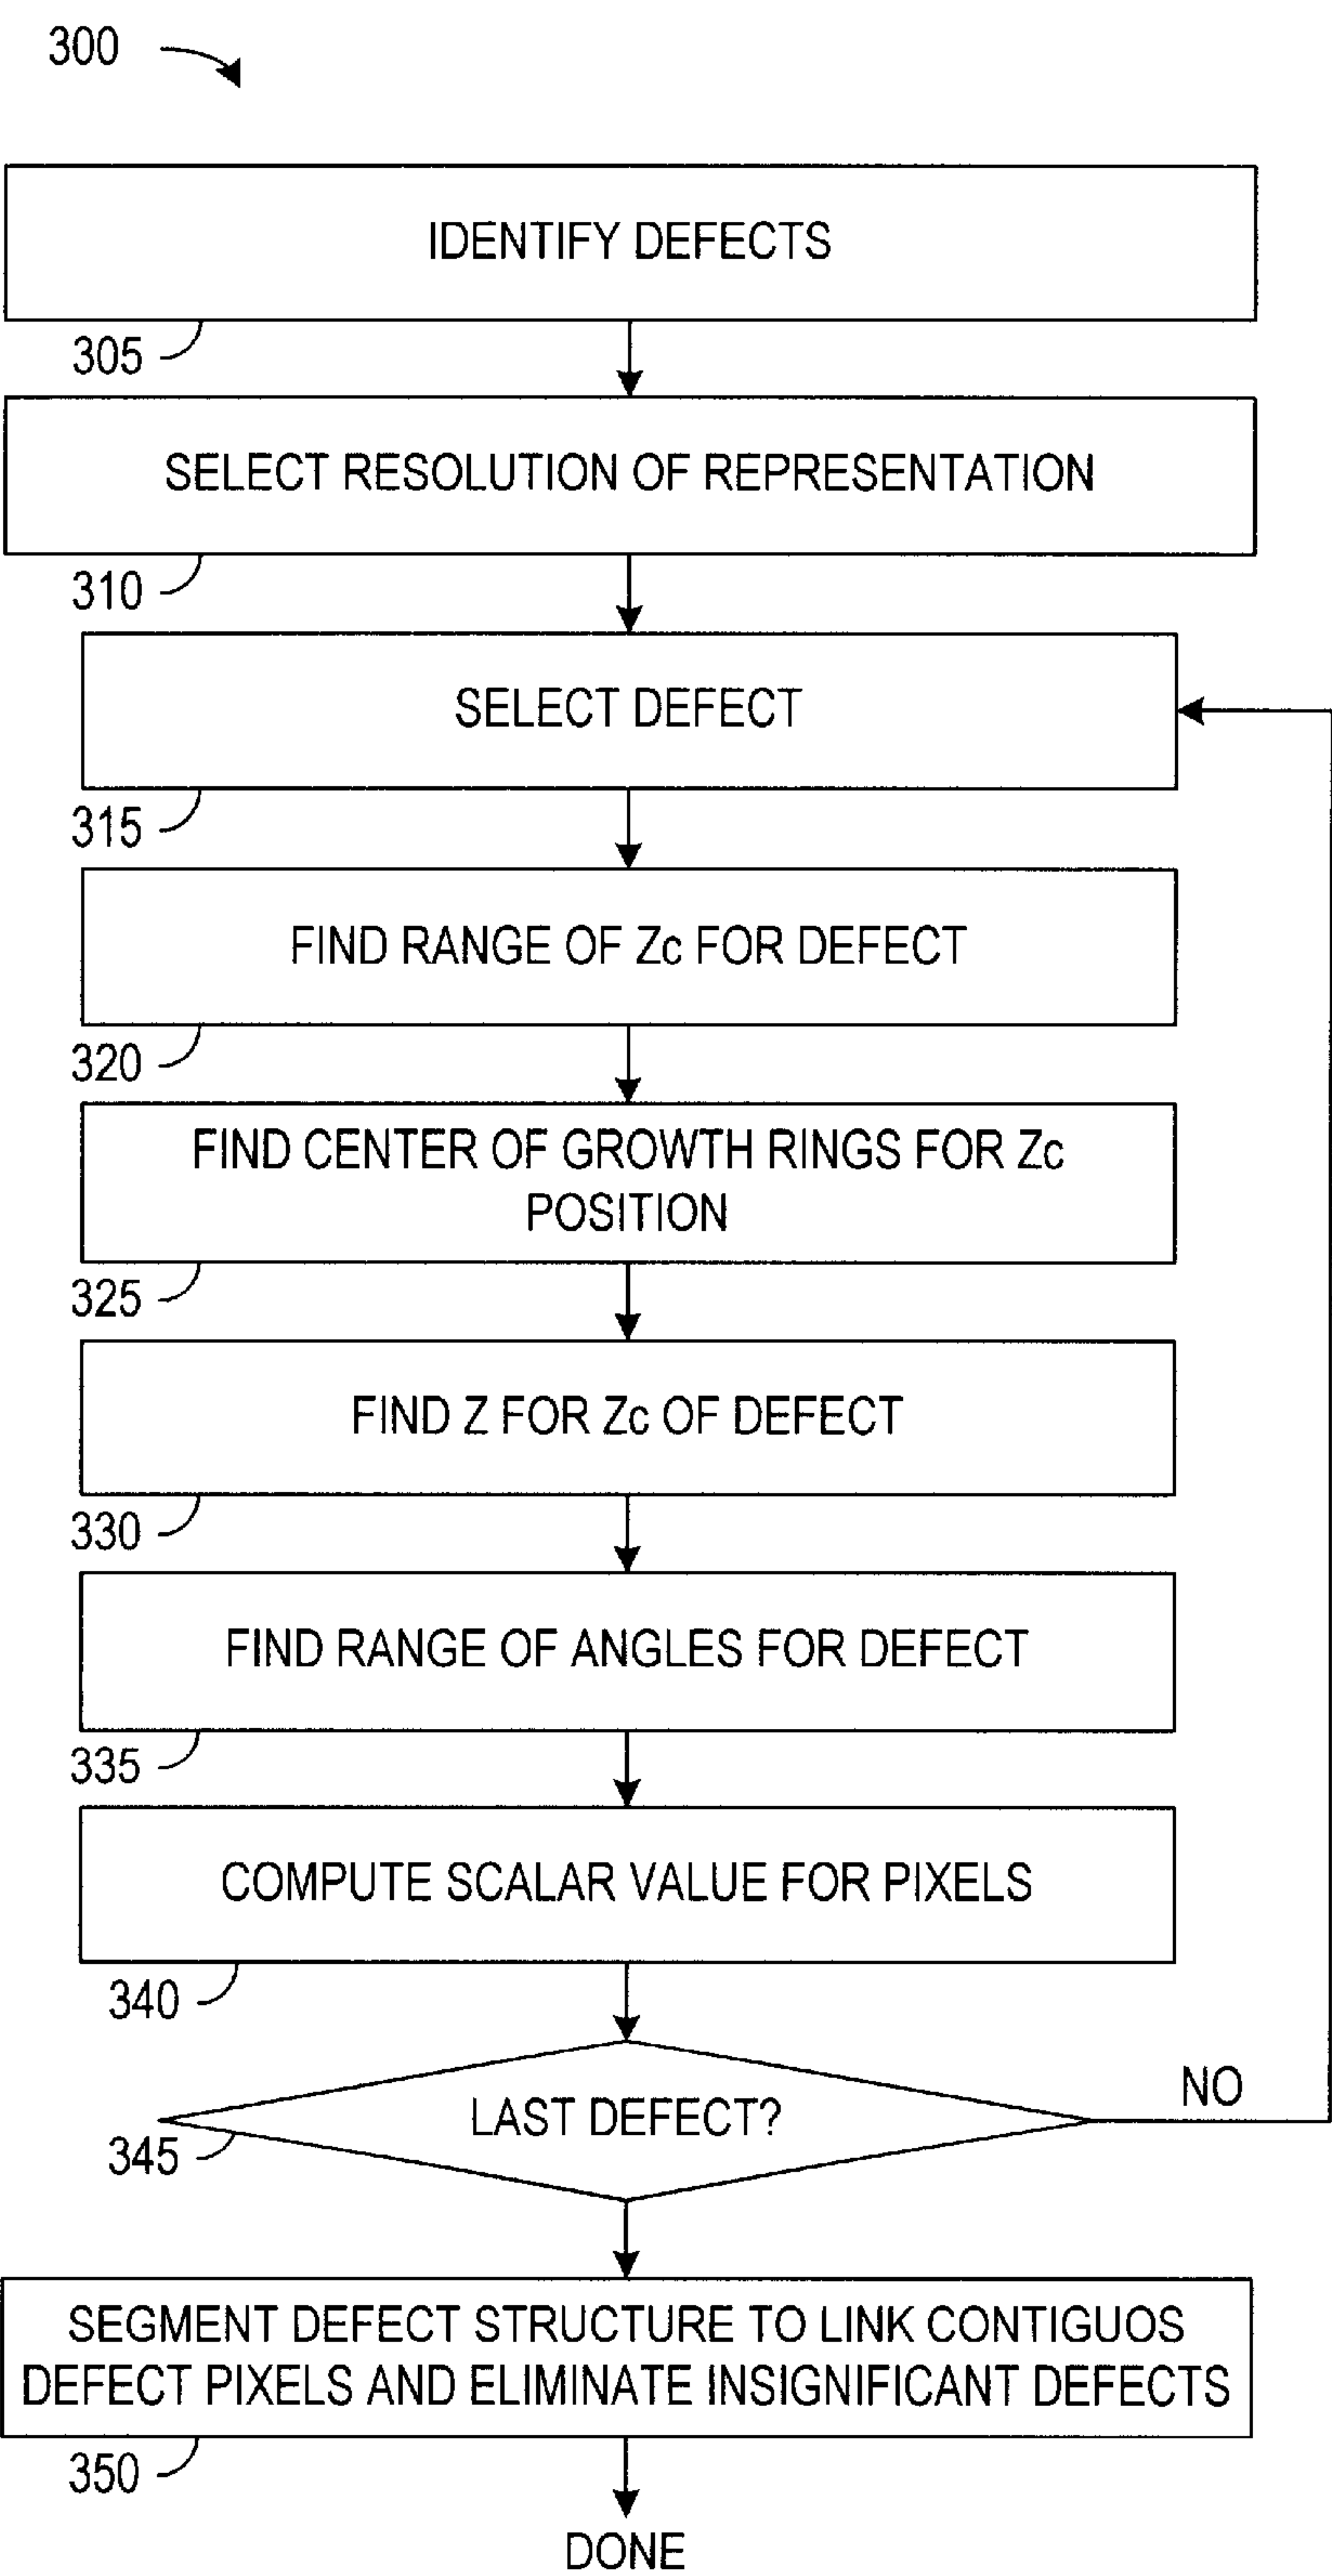 300
IDENTIFY DEFECTS
305
SELECT RESOLUTION OF REPRESENTATION
310
SELECT DEFECT
315
FIND RANGE OF Zc FOR DEFECT
320
FIND CENTER OF GROWTH RINGS FOR Zc
POSITION
325
FIND Z FOR Zc OF DEFECT
330
FIND RANGE OF ANGLES FOR DEFECT
335
COMPUTE SCALAR VALUE FOR PIXELS
340
LAST DEFECT?
NO
345
SEGMENT DEFECT STRUCTURE TO LINK CONTIGUOS
DEFECT PIXELS AND ELIMINATE INSIGNIFICANT DEFECTS
350
DONE